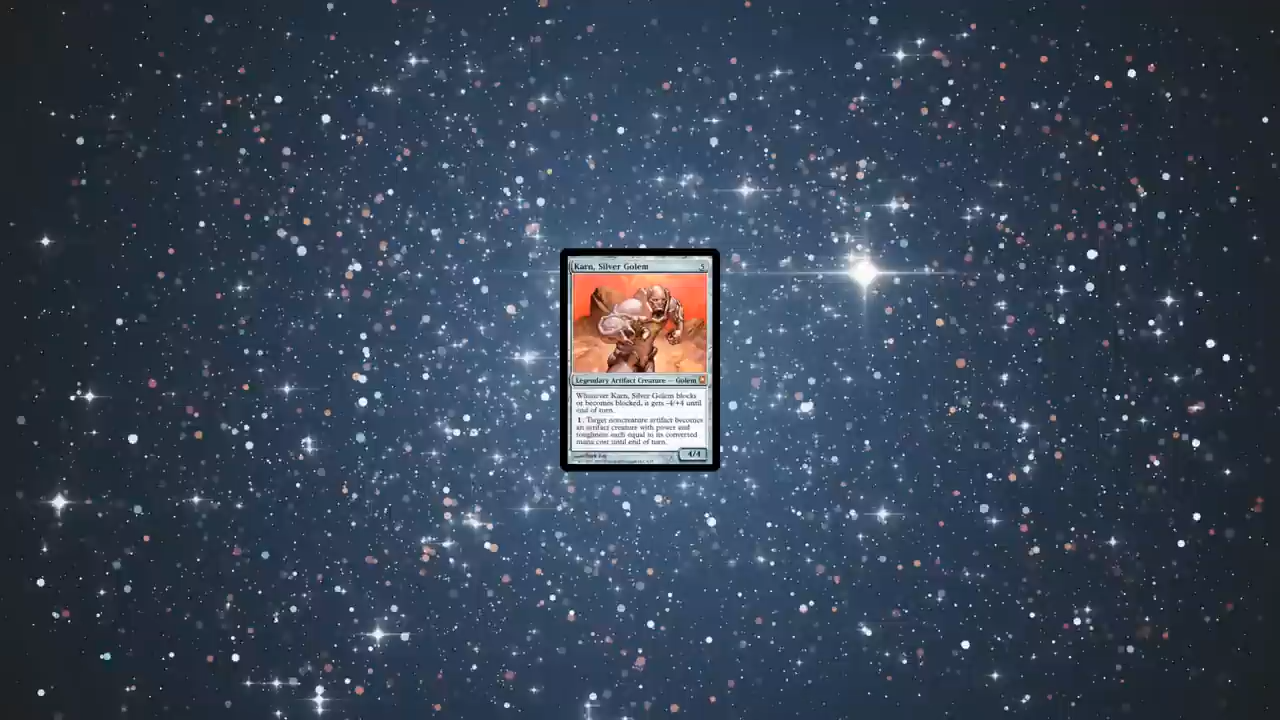 Karn, Silver Golem 5
Legendary Artifact Creature — Golem
Whenever Karn, Silver Golem blocks
or becomes blocked, it gets -4/+4 until
end of turn.
1: Target noncreature artifact becomes
an artifact creature with power and
toughness each equal to its converted
mana cost until end of turn.
4/4